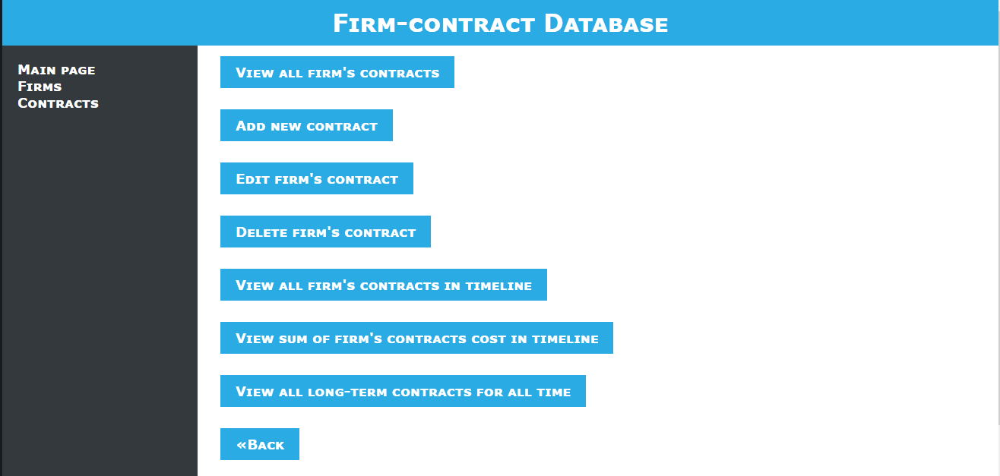 Firm-contract Database
Main page
Firms
Contracts
View all firm's contracts
Add new contract
Edit firm's contract
Delete firm's contract
View all firm's contracts in timeline
View sum of firm's contracts cost in timeline
View all long-term contracts for all time
«Back